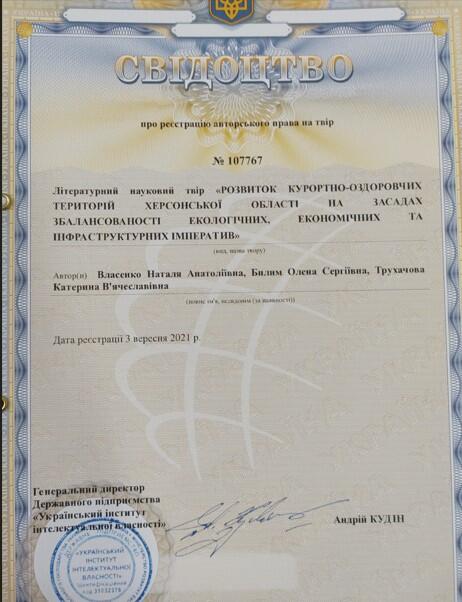 СВІДОЦТВО
про реєстрацію авторського права на твір
№ 107767
Літературний науковий твір «РОЗВИТОК КУРОРТНО-ОЗДОРОВЧИХ
ТЕРИТОРІЙ ХЕРСОНСЬКОЇ ОБЛАСТІ НА ЗАСАДАХ
ЗБАЛАНСОВАНОСТІ ЕКОЛОГІЧНИХ, ЕКОНОМІЧНИХ ТА
ІНФРАСТРУКТУРНИХ ІМПЕРАТИВ»
(вид, назва твору)
Автор(и) Власенко Наталя Анатоліївна, Билим Олена Сергіївна, Трухачова
Катерина В'ячеславівна
(повне ім'я, псевдонім (за наявності))
Дата реєстрації 3 вересня 2021 р.
Генеральний директор
Державного підприємства
«Український інститут
інтелектуальної власності»
Андрій КУДІН
«УКРАЇНСЬКИЙ
ІНСТИТУТ
ІНТЕЛЕКТУАЛЬНОЇ
ВЛАСНОСТІ»